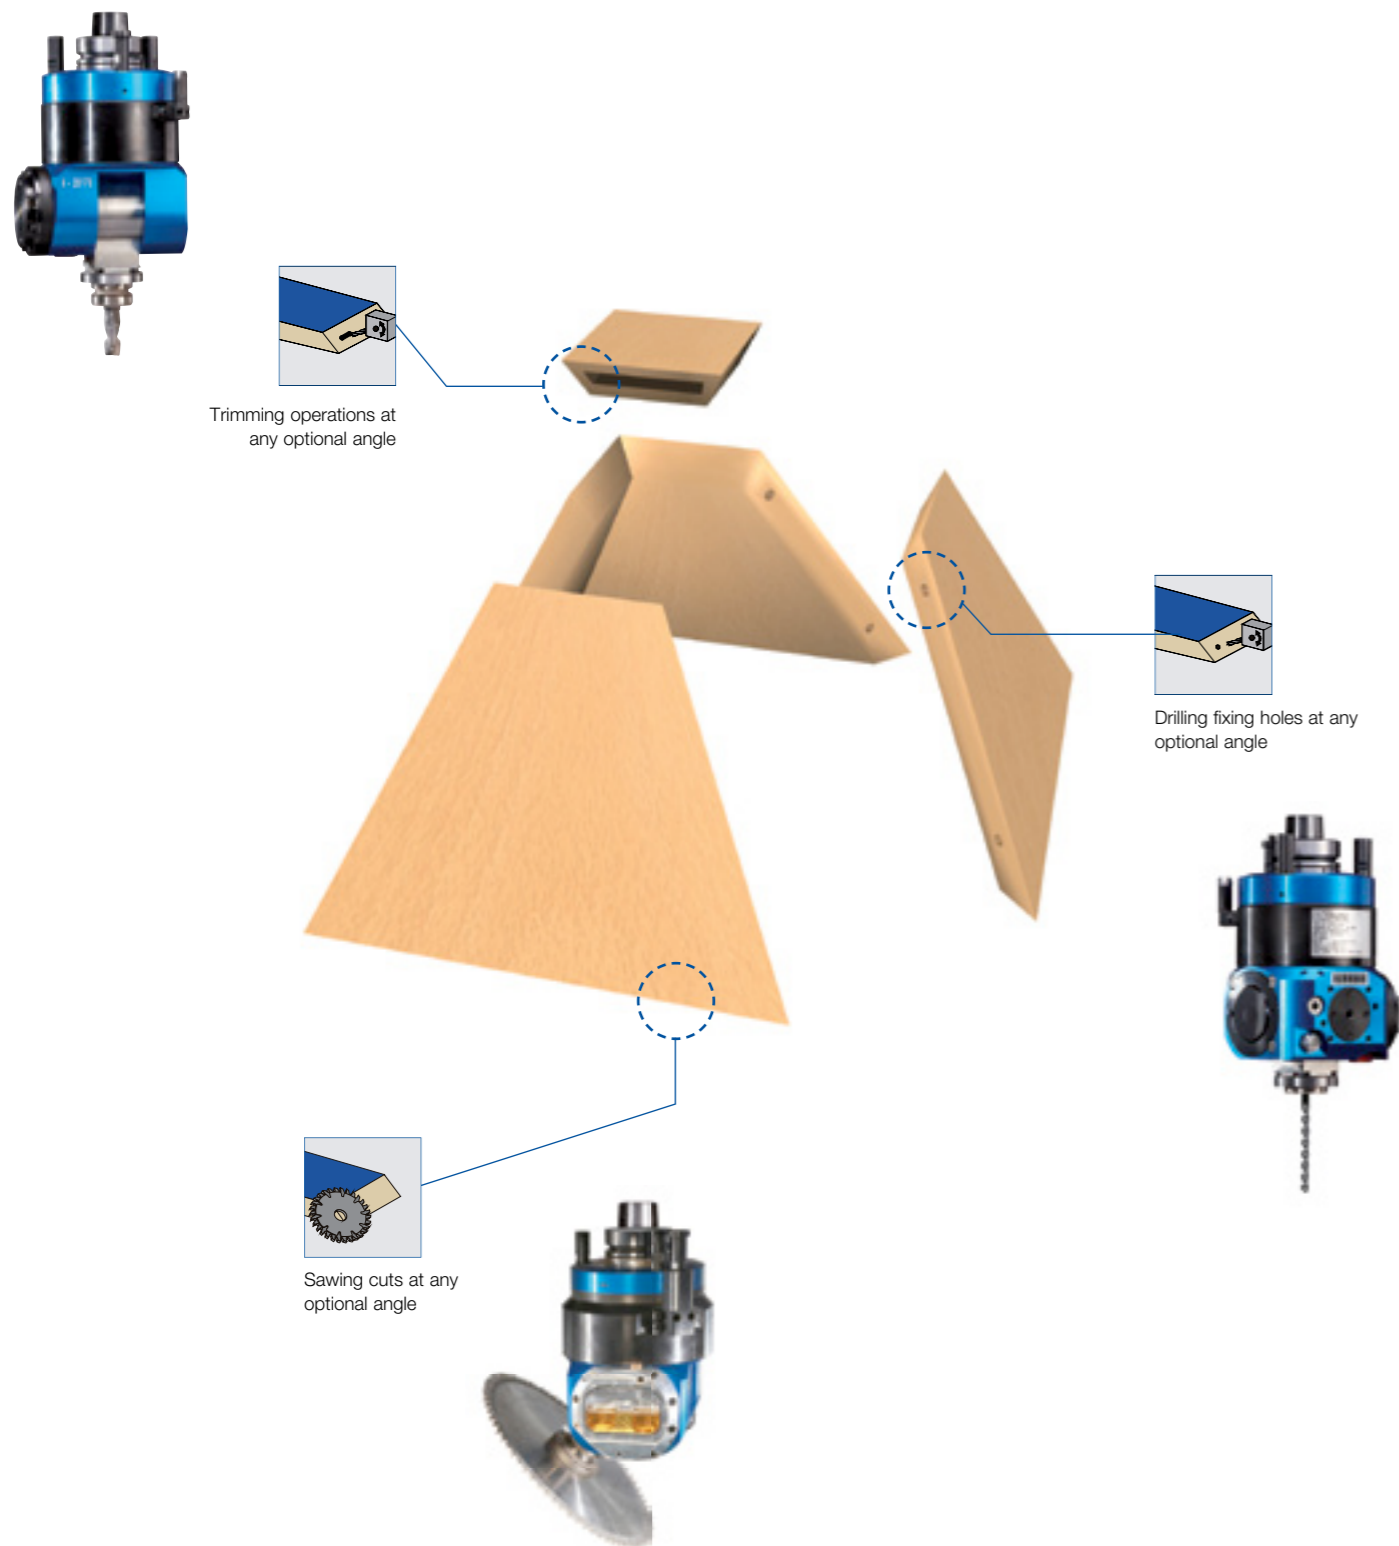 Trimming operations at
any optional angle
Drilling fixing holes at any
optional angle
Sawing cuts at any
optional angle